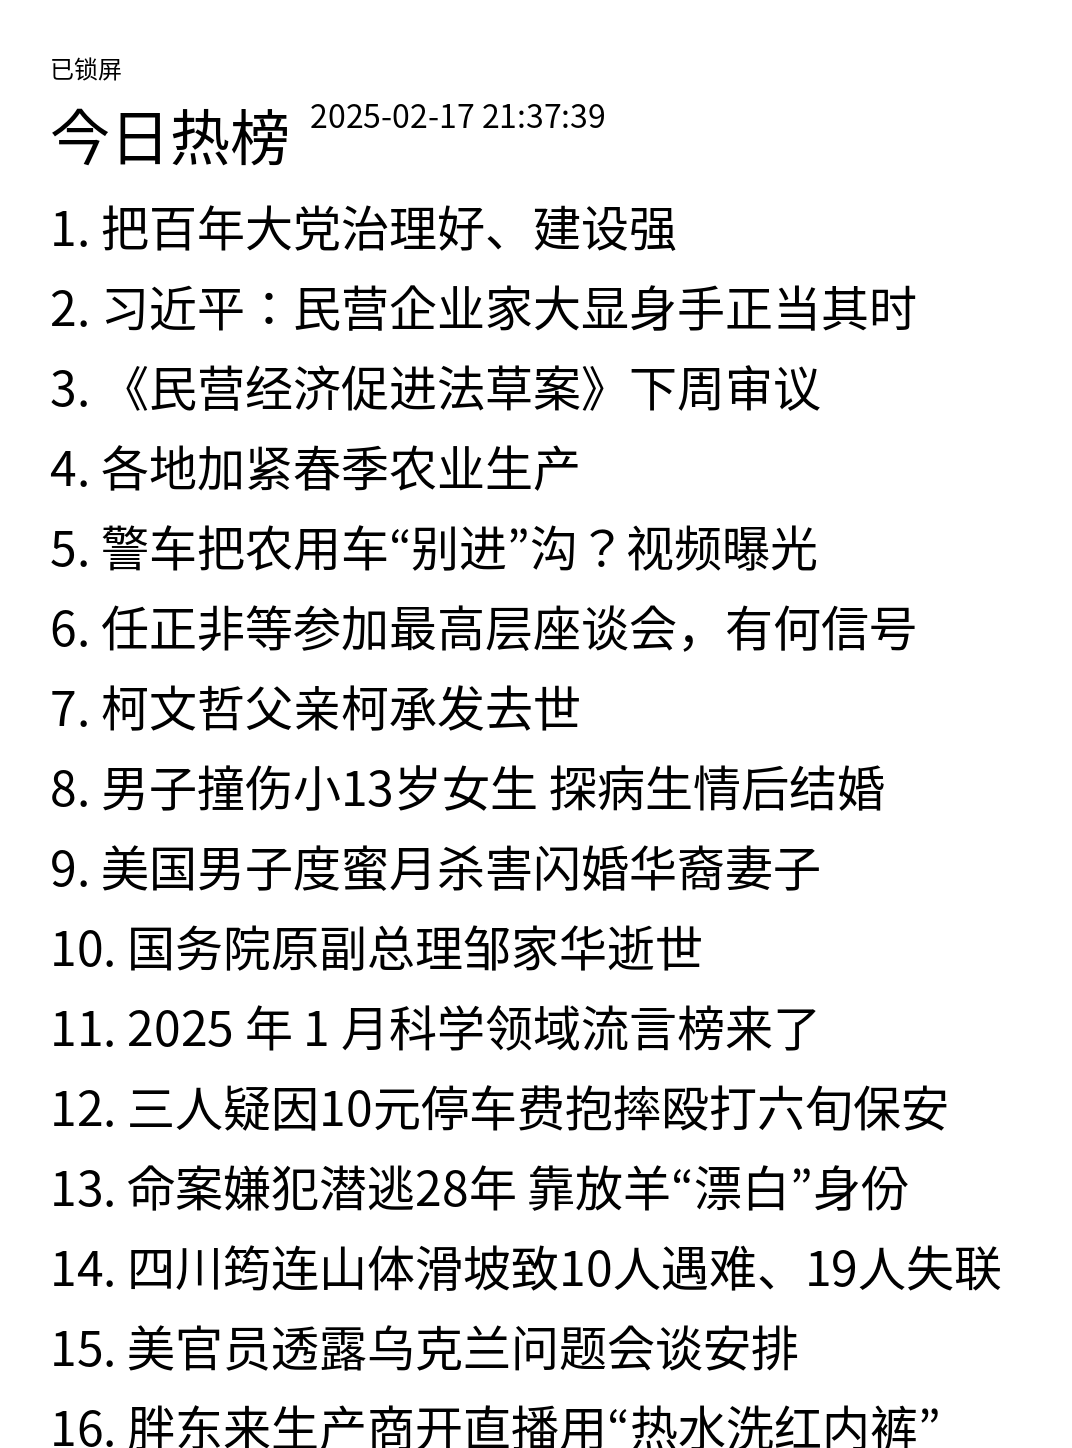 已锁屏
今日热榜 2025-02-17 21:37:39
1. 把百年大党治理好、建设强
2. 习近平：民营企业家大显身手正当其时
3. 《民营经济促进法草案》下周审议
4. 各地加紧春季农业生产
5. 警车把农用车“别进”沟？视频曝光
6. 任正非等参加最高层座谈会，有何信号
7. 柯文哲父亲柯承发去世
8. 男子撞伤小13岁女生 探病生情后结婚
9. 美国男子度蜜月杀害闪婚华裔妻子
10. 国务院原副总理邹家华逝世
11. 2025 年 1 月科学领域流言榜来了
12. 三人疑因10元停车费抱摔殴打六旬保安
13. 命案嫌犯潜逃28年 靠放羊“漂白”身份
14. 四川筠连山体滑坡致10人遇难、19人失联
15. 美官员透露乌克兰问题会谈安排
16. 胖东来生产商开直播用“热水洗红内裤”